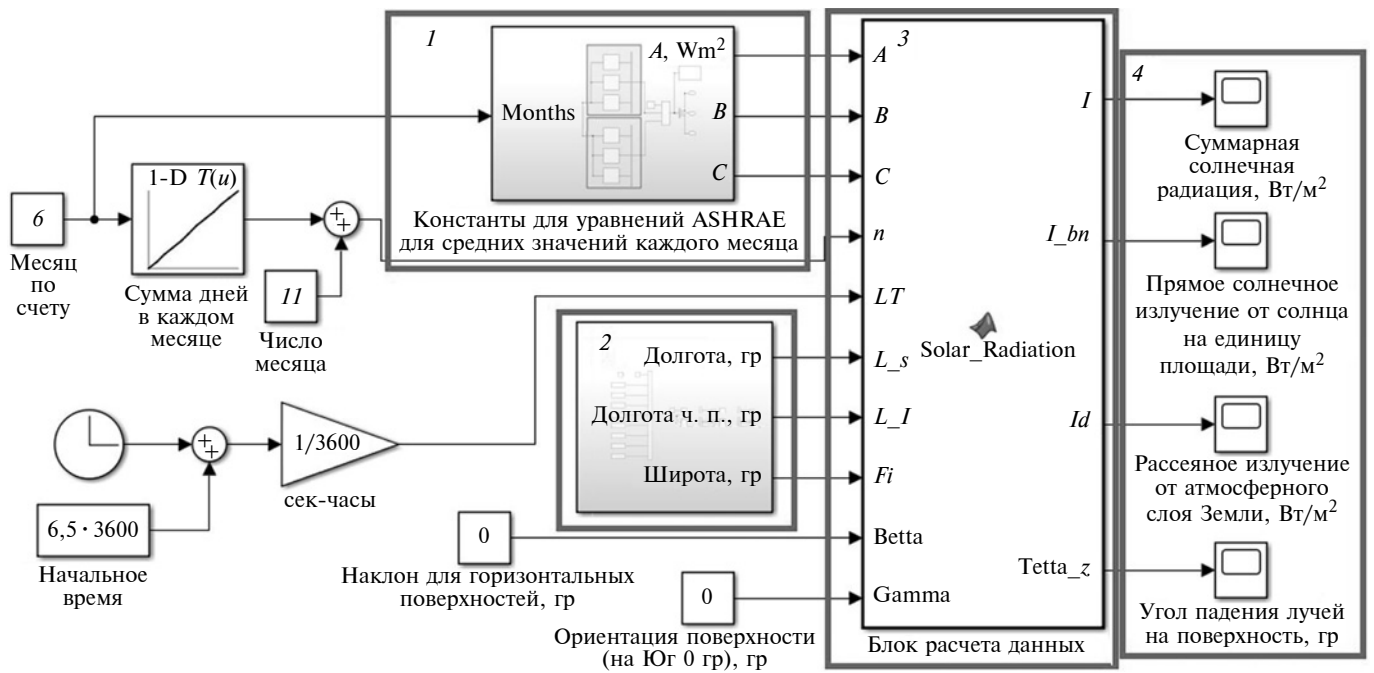 1
Months
A, Wm²
B
C
Константы для уравнений ASHRAE
для средних значений каждого месяца
6
Месяц
по
счету
1-D T(u)
Сумма дней
в каждом
месяце
+
+
11
Число
месяца
2
Долгота, гр
Долгота ч. п., гр
Широта, гр
+
+
6,5 · 3600
Начальное
время
1/3600
сек-часы
0
Наклон для горизонтальных
поверхностей, гр
0
Ориентация поверхности
(на Юг 0 гр), гр
3
A
B
C
n
LT
L_s
L_I
Fi
Betta
Gamma
Solar_Radiation
I
I_bn
Id
Tetta_z
Блок расчета данных
4
Суммарная
солнечная
радиация, Вт/м²
Прямое солнечное
излучение от солнца
на единицу
площади, Вт/м²
Рассеяное излучение
от атмосферного
слоя Земли, Вт/м²
Угол падения лучей
на поверхность, гр